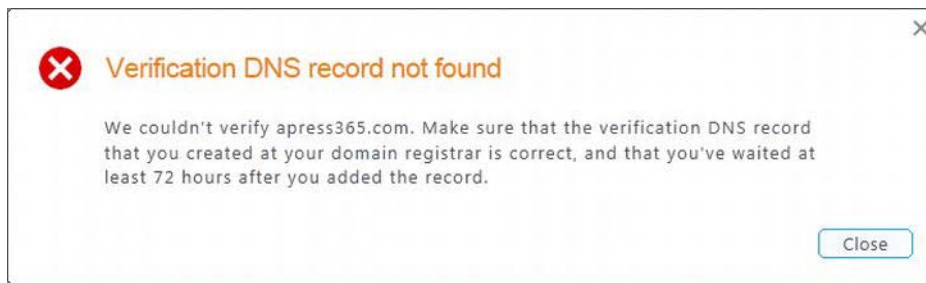 Verification DNS record not found
We couldn't verify apress365.com. Make sure that the verification DNS record
that you created at your domain registrar is correct, and that you've waited at
least 72 hours after you added the record.
Close